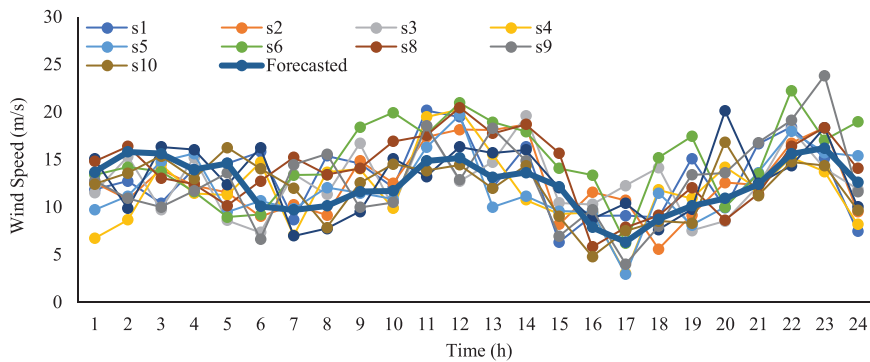 30
25
20
15
10
5
0
Wind Speed (m/s)
s1 s2 s3 s4
s5 s6 s8 s9
s10 Forecasted
1 2 3 4 5 6 7 8 9 10 11 12 13 14 15 16 17 18 19 20 21 22 23 24
Time (h)